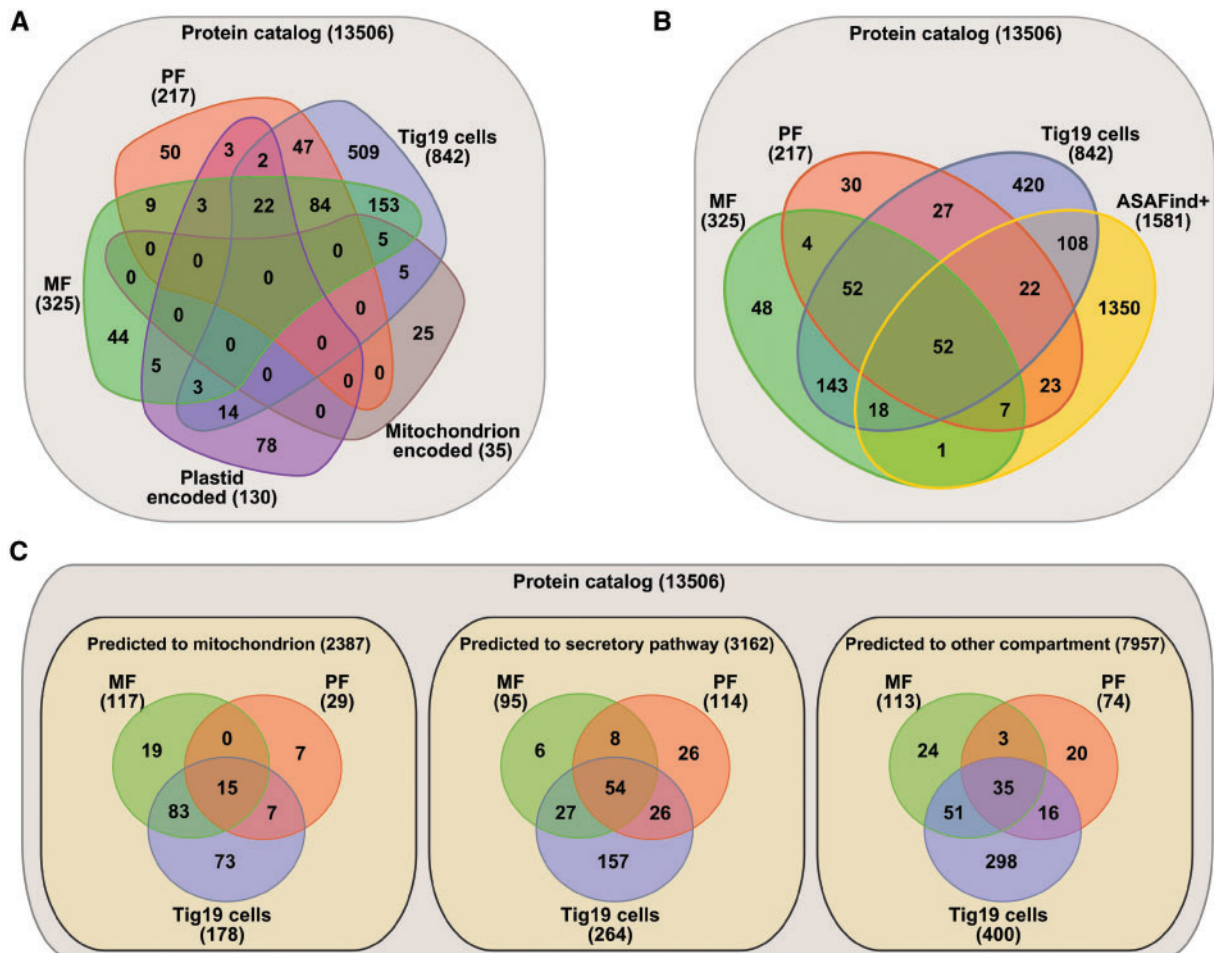 A
Protein catalog (13506)
PF
(217)
Tig19 cells
(842)
50
3
2
47
509
9
3
22
84
153
0
0
0
0
5
5
0
MF
(325)
0
0
0
25
44
0
0
5
3
0
0
0
14
0
78
Mitochondrion
encoded (35)
Plastid
encoded (130)
B
Protein catalog (13506)
PF
(217)
Tig19 cells
(842)
MF
(325)
ASAFind+
(1581)
30
420
27
4
108
52
22
48
1350
52
143
23
18
7
1
C
Protein catalog (13506)
Predicted to mitochondrion (2387)
MF
(117)
PF
(29)
19
0
7
15
83
7
73
Tig19 cells
(178)
Predicted to secretory pathway (3162)
MF
(95)
PF
(114)
6
8
26
54
27
26
157
Tig19 cells
(264)
Predicted to other compartment (7957)
MF
(113)
PF
(74)
24
3
20
35
51
16
298
Tig19 cells
(400)